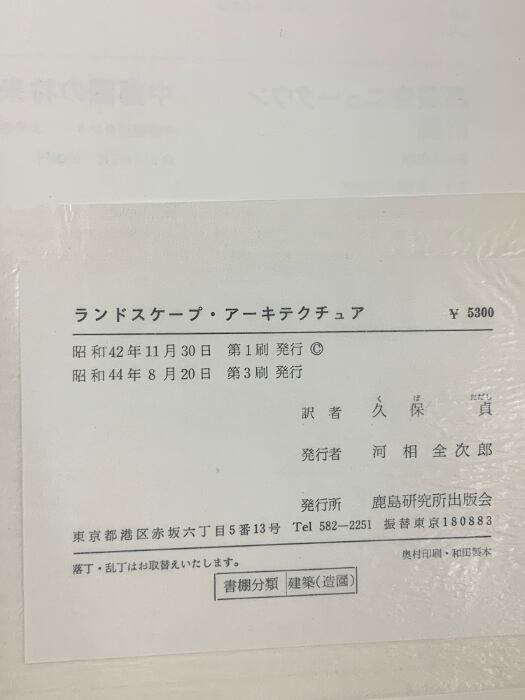 ランドスケープ・アーキテクチュア ￥ 5300
昭和42年11月30日 第1刷 発行 ©
昭和44年8月20日 第3刷 発行
くぼ ただし
訳者 久保 貞
発行者 河相全次郎
発行所 鹿島研究所出版会
東京都港区赤坂六丁目5番13号 Tel 582—2251 振替東京180883
落丁・乱丁はお取替えいたします。 奥村印刷・和田製本
書棚分類 建築(造園)